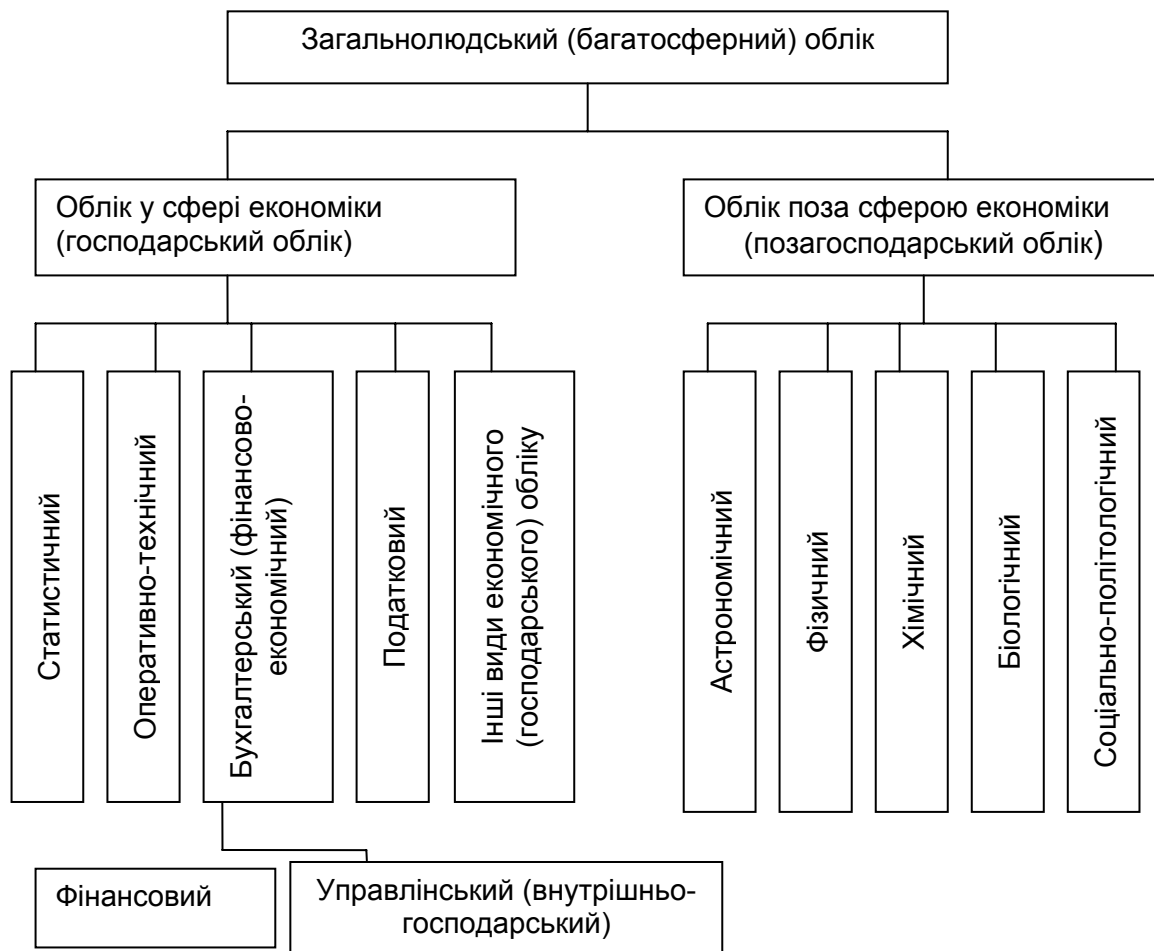 Загальнолюдський (багатосферний) облік
Облік у сфері економіки
(господарський облік)
Облік поза сферою економіки
(позагосподарський облік)
Статистичний
Оперативно-технічний
Бухгалтерський (фінансово-
економічний)
Податковий
Інші види економічного
(господарського) обліку
Астрономічний
Фізичний
Хімічний
Біологічний
Соціально-політологічний
Фінансовий
Управлінський (внутрішньо-
господарський)